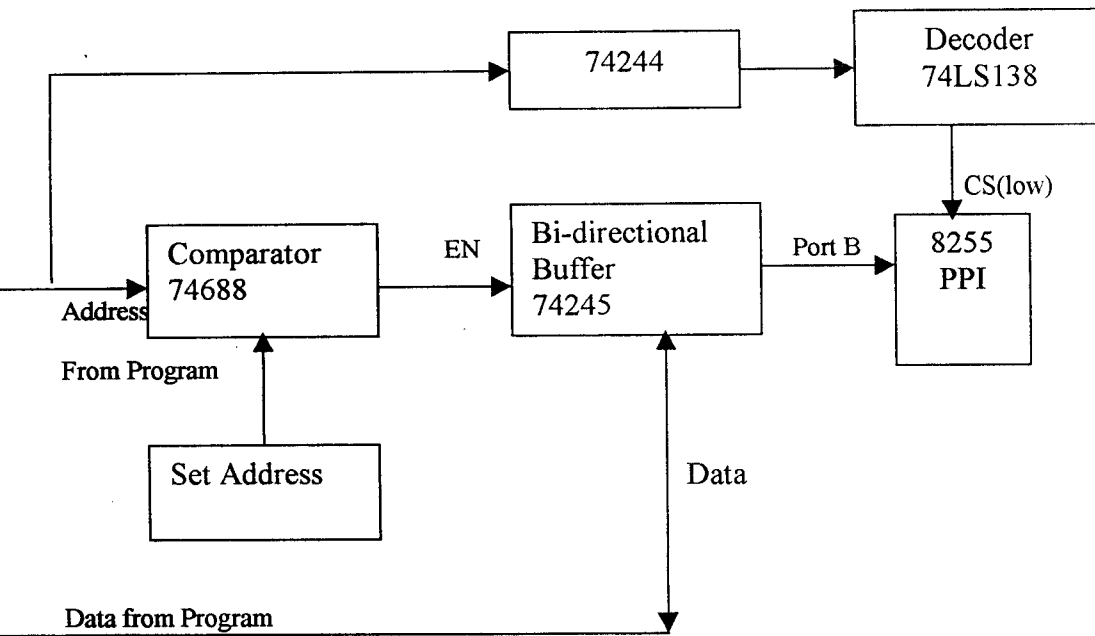 74244
Decoder
74LS138
CS(low)
Comparator
74688
EN
Bi-directional
Buffer
74245
Port B
8255
PPI
Address
From Program
Set Address
Data
Data from Program